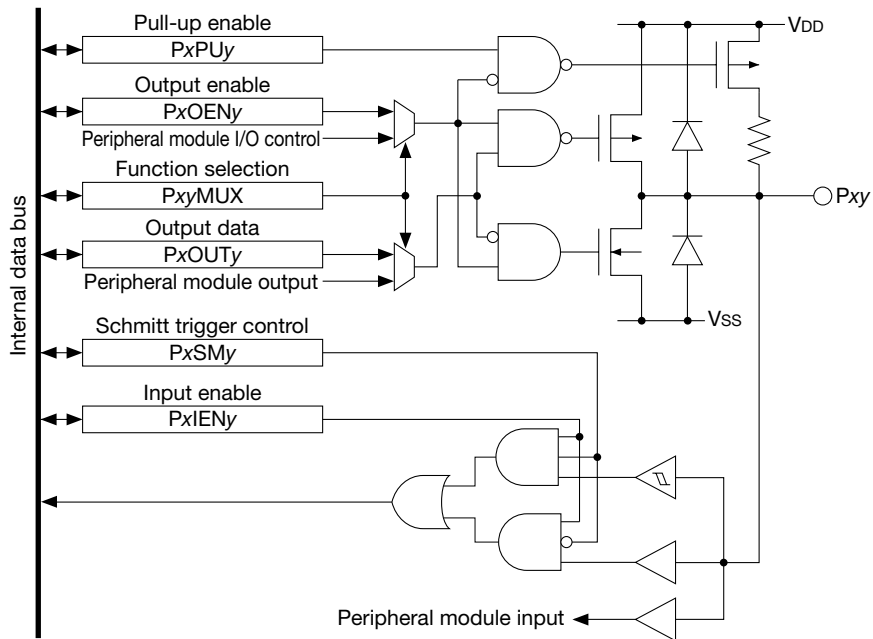 Pull-up enable
PxPUy
VDD
Output enable
PxOENy
Peripheral module I/O control
Function selection
PxyMUX
Pxy
Output data
PxOUTy
Peripheral module output
Internal data bus
VSS
Schmitt trigger control
PxSMy
Input enable
PxIENy
Peripheral module input